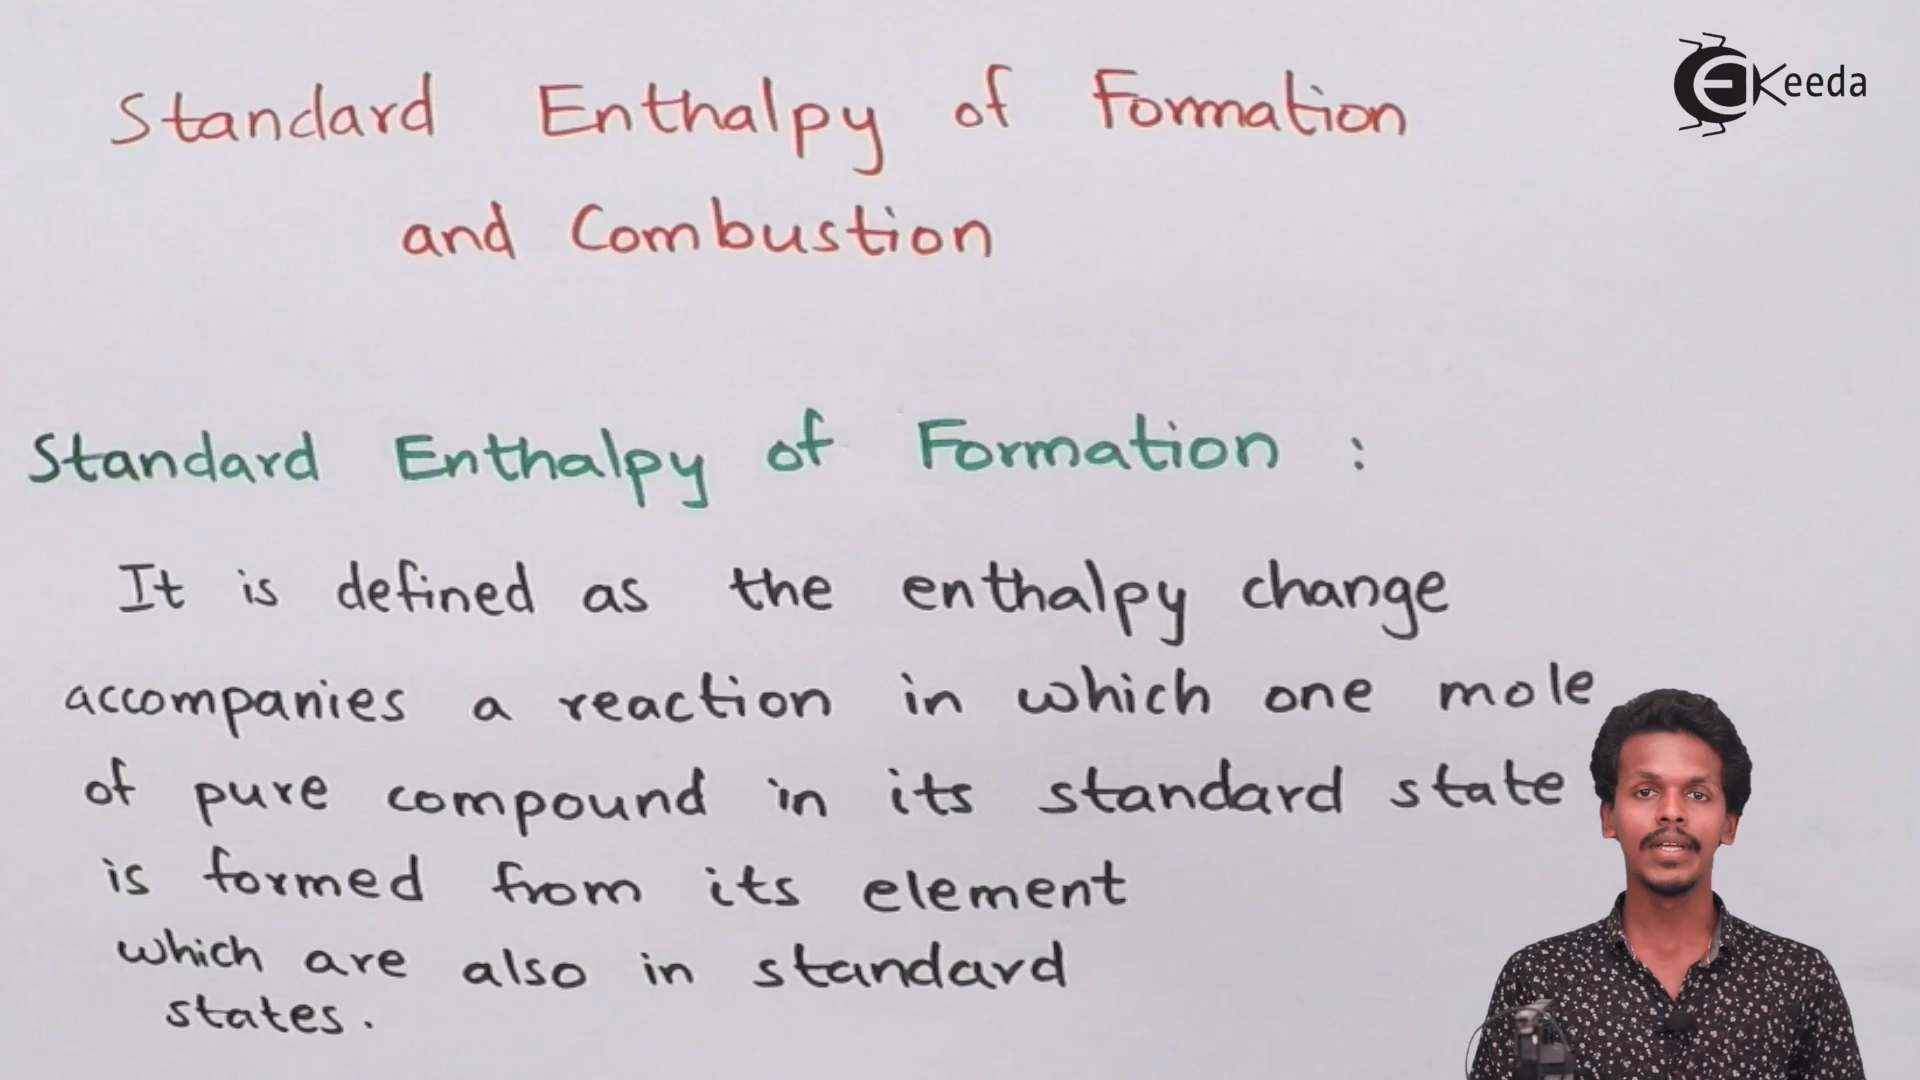 Standard Enthalpy of Formation
and Combustion
EKeeda
Standard Enthalpy of Formation :
It is defined as the enthalpy change
accompanies a reaction in which one mole
of pure compound in its standard state
is formed from its element
which are also in standard
states.